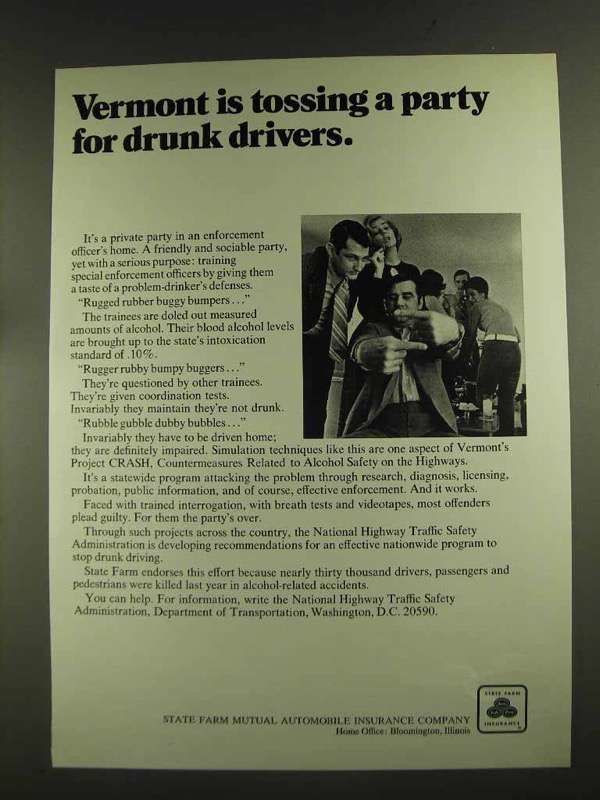 Vermont is tossing a party
for drunk drivers.
It's a private party in an enforcement
officer's home. A friendly and sociable party,
yet with a serious purpose: training
special enforcement officers by giving them
a taste of a problem-drinker's defenses.
"Rugged rubber buggy bumpers..."
The trainees are doled out measured
amounts of alcohol. Their blood alcohol levels
are brought up to the state's intoxication
standard of .10%.
"Rugger rubby bumpy buggers..."
They're questioned by other trainees.
They're given coordination tests.
Invariably they maintain they're not drunk.
"Rubble gubble dubby bubbles..."
Invariably they have to be driven home;
they are definitely impaired. Simulation techniques like this are one aspect of Vermont's
Project CRASH, Countermeasures Related to Alcohol Safety on the Highways.
It's a statewide program attacking the problem through research, diagnosis, licensing,
probation, public information, and of course, effective enforcement. And it works.
Faced with trained interrogation, with breath tests and videotapes, most offenders
plead guilty. For them the party's over.
Through such projects across the country, the National Highway Traffic Safety
Administration is developing recommendations for an effective nationwide program to
stop drunk driving.
State Farm endorses this effort because nearly thirty thousand drivers, passengers and
pedestrians were killed last year in alcohol-related accidents.
You can help. For information, write the National Highway Traffic Safety
Administration, Department of Transportation, Washington, D.C. 20590.
STATE FARM
INSURANCE
STATE FARM MUTUAL AUTOMOBILE INSURANCE COMPANY
Home Office: Bloomington, Illinois